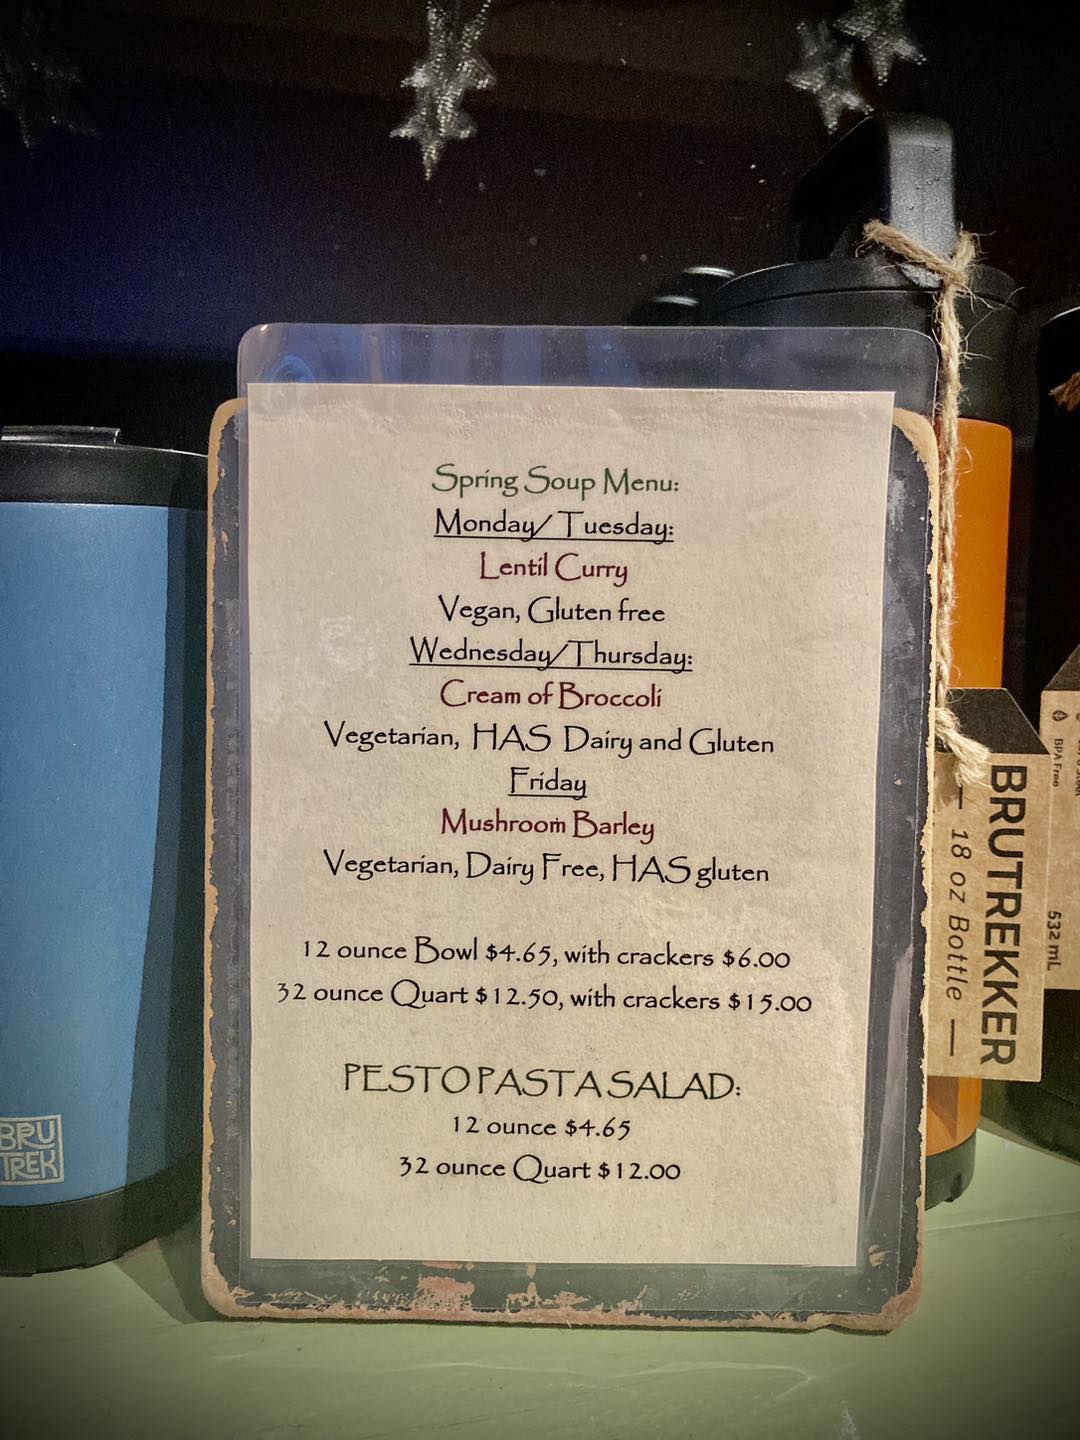 Spring Soup Menu:
Monday/Tuesday:
Lentil Curry
Vegan, Gluten free
Wednesday/Thursday:
Cream of Broccoli
Vegetarian, HAS Dairy and Gluten
Friday
Mushroom Barley
Vegetarian, Dairy Free, HAS gluten
12 ounce Bowl $4.65, with crackers $6.00
32 ounce Quart $12.50, with crackers $15.00
PESTO PASTA SALAD:
12 ounce $4.65
32 ounce Quart $12.00
BRU
TREK
BRUTREKKER
— 18 oz Bottle —
BPA Free
532 mL